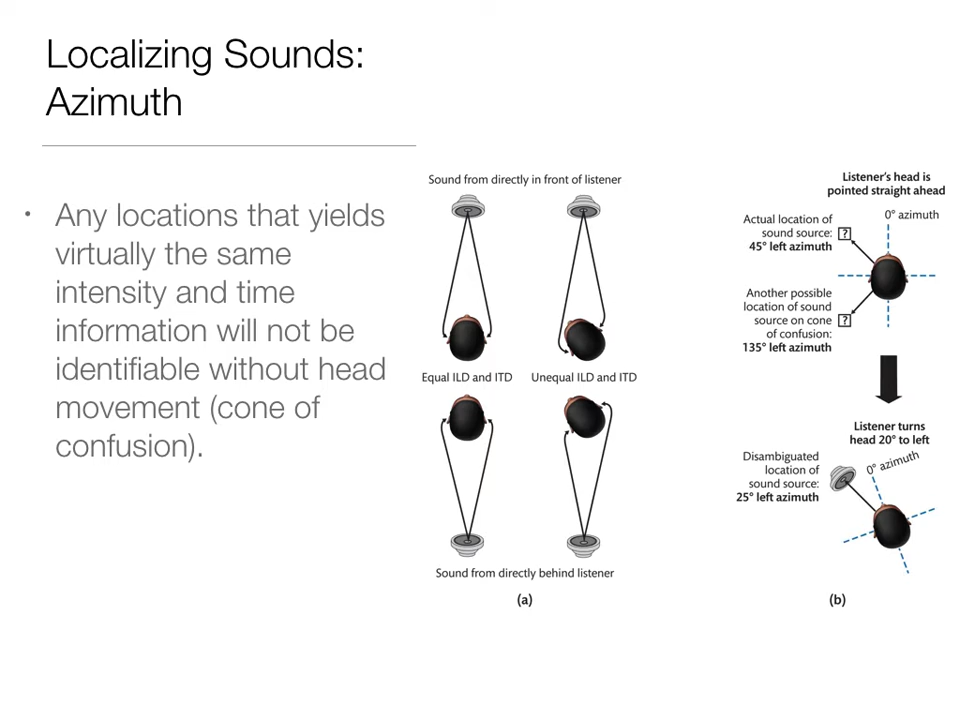 Localizing Sounds:
Azimuth
• Any locations that yields
virtually the same
intensity and time
information will not be
identifiable without head
movement (cone of
confusion).
Sound from directly in front of listener
Equal ILD and ITD
Unequal ILD and ITD
Sound from directly behind listener
(a)
Listener's head is
pointed straight ahead
0° azimuth
Actual location of
sound source:
45° left azimuth
?
Another possible
location of sound
source on cone
of confusion:
135° left azimuth
?
Listener turns
head 20° to left
0° azimuth
Disambiguated
location of
sound source:
25° left azimuth
(b)